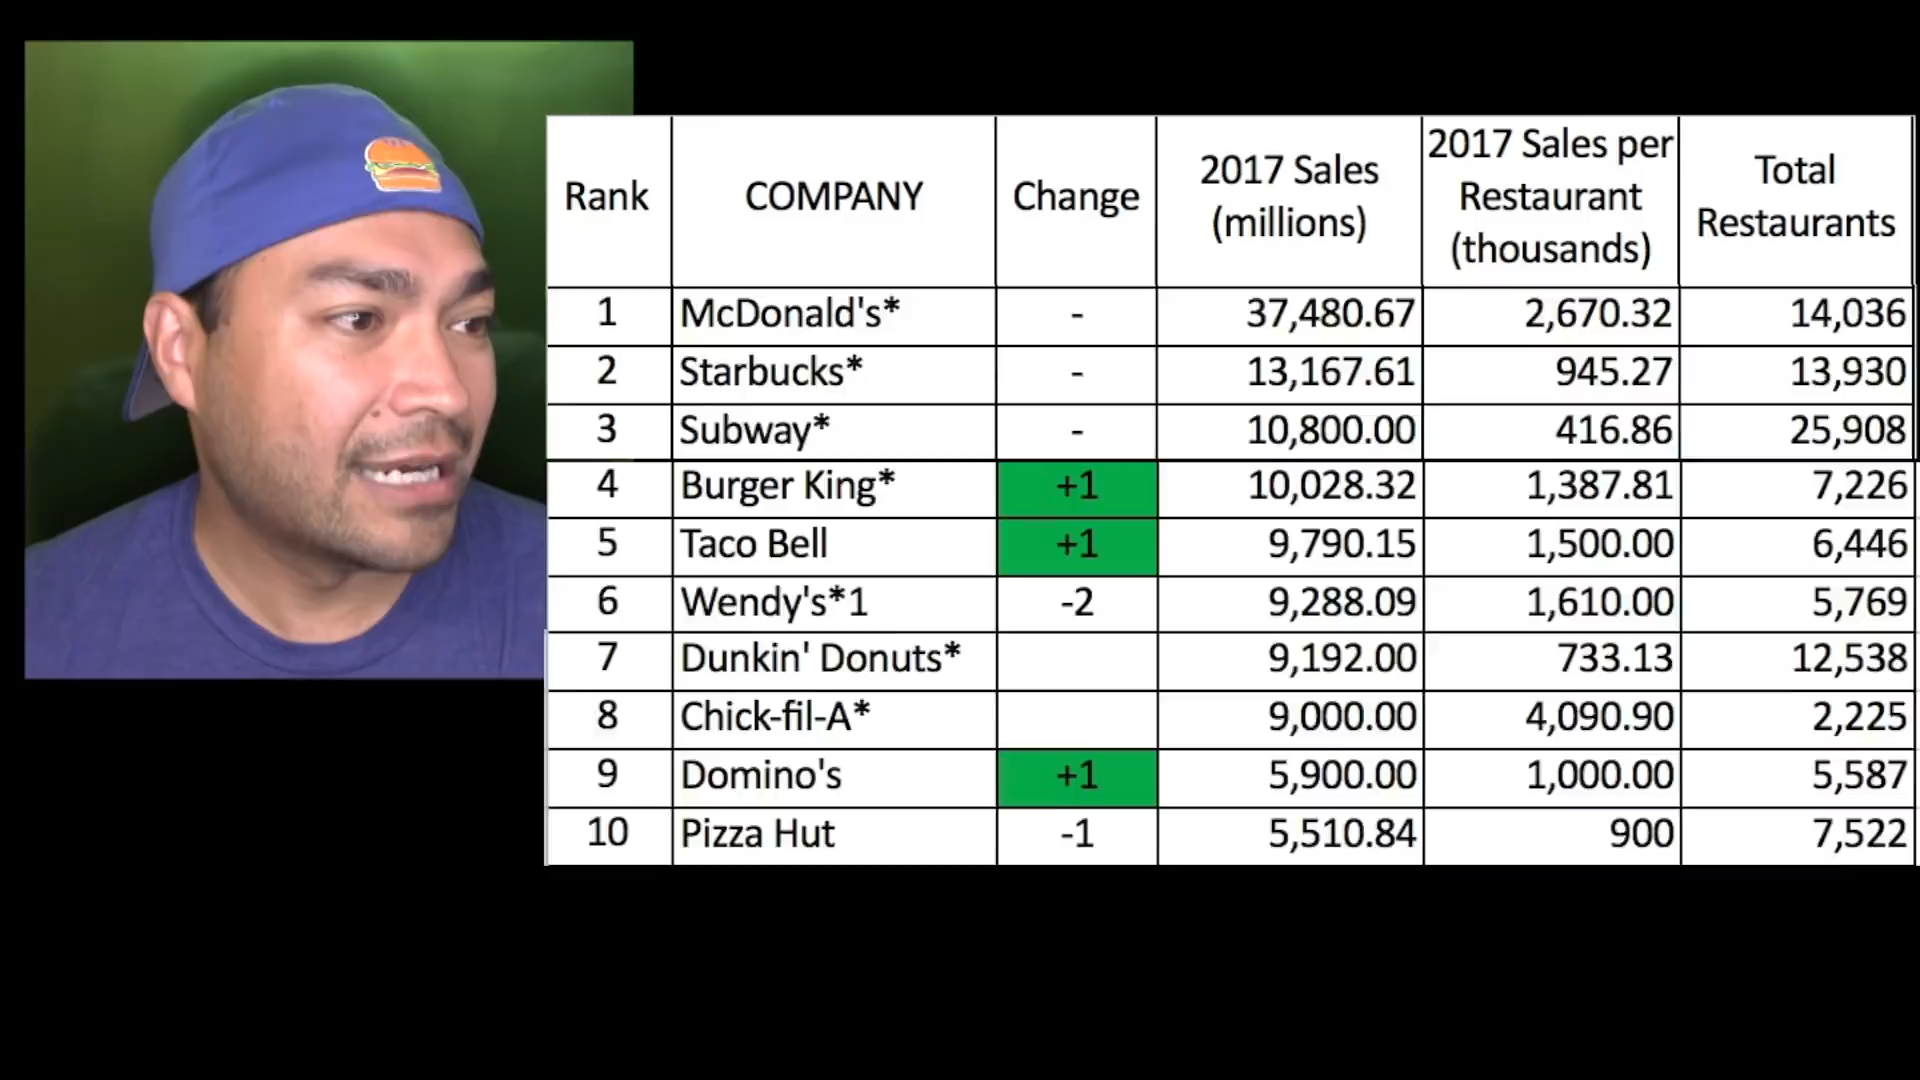 Rank COMPANY Change 2017 Sales (millions) 2017 Sales per Restaurant (thousands) Total Restaurants
1 McDonald's* - 37,480.67 2,670.32 14,036
2 Starbucks* - 13,167.61 945.27 13,930
3 Subway* - 10,800.00 416.86 25,908
4 Burger King* +1 10,028.32 1,387.81 7,226
5 Taco Bell +1 9,790.15 1,500.00 6,446
6 Wendy's*1 -2 9,288.09 1,610.00 5,769
7 Dunkin' Donuts* 9,192.00 733.13 12,538
8 Chick-fil-A* 9,000.00 4,090.90 2,225
9 Domino's +1 5,900.00 1,000.00 5,587
10 Pizza Hut -1 5,510.84 900 7,522